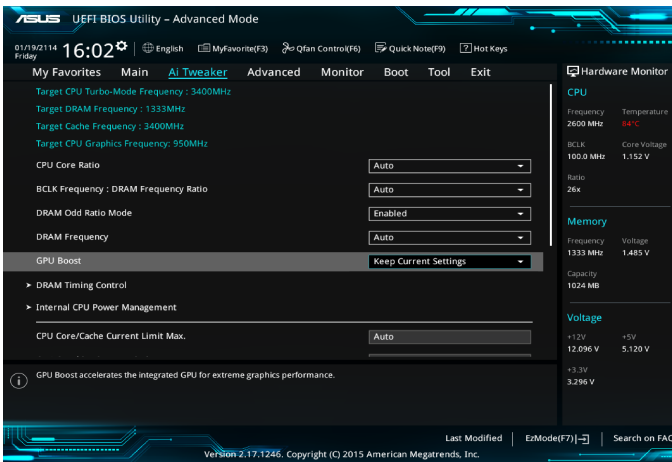 ASUS UEFI BIOS Utility – Advanced Mode
01/19/2114 Friday 16:02 English MyFavorite(F3) Qfan Control(F6) Quick Note(F9) ? Hot Keys
My Favorites Main Ai Tweaker Advanced Monitor Boot Tool Exit
Target CPU Turbo-Mode Frequency : 3400MHz
Target DRAM Frequency : 1333MHz
Target Cache Frequency : 3400MHz
Target CPU Graphics Frequency: 950MHz
CPU Core Ratio Auto
BCLK Frequency : DRAM Frequency Ratio Auto
DRAM Odd Ratio Mode Enabled
DRAM Frequency Auto
GPU Boost Keep Current Settings
> DRAM Timing Control
> Internal CPU Power Management
CPU Core/Cache Current Limit Max. Auto
i GPU Boost accelerates the integrated GPU for extreme graphics performance.
Hardware Monitor
CPU
Frequency Temperature
2600 MHz 84°C
BCLK Core Voltage
100.0 MHz 1.152 V
Ratio
26x
Memory
Frequency Voltage
1333 MHz 1.485 V
Capacity
1024 MB
Voltage
+12V +5V
12.096 V 5.120 V
+3.3V
3.296 V
Last Modified EzMode(F7) Search on FAQ
Version 2.17.1246. Copyright (C) 2015 American Megatrends, Inc.